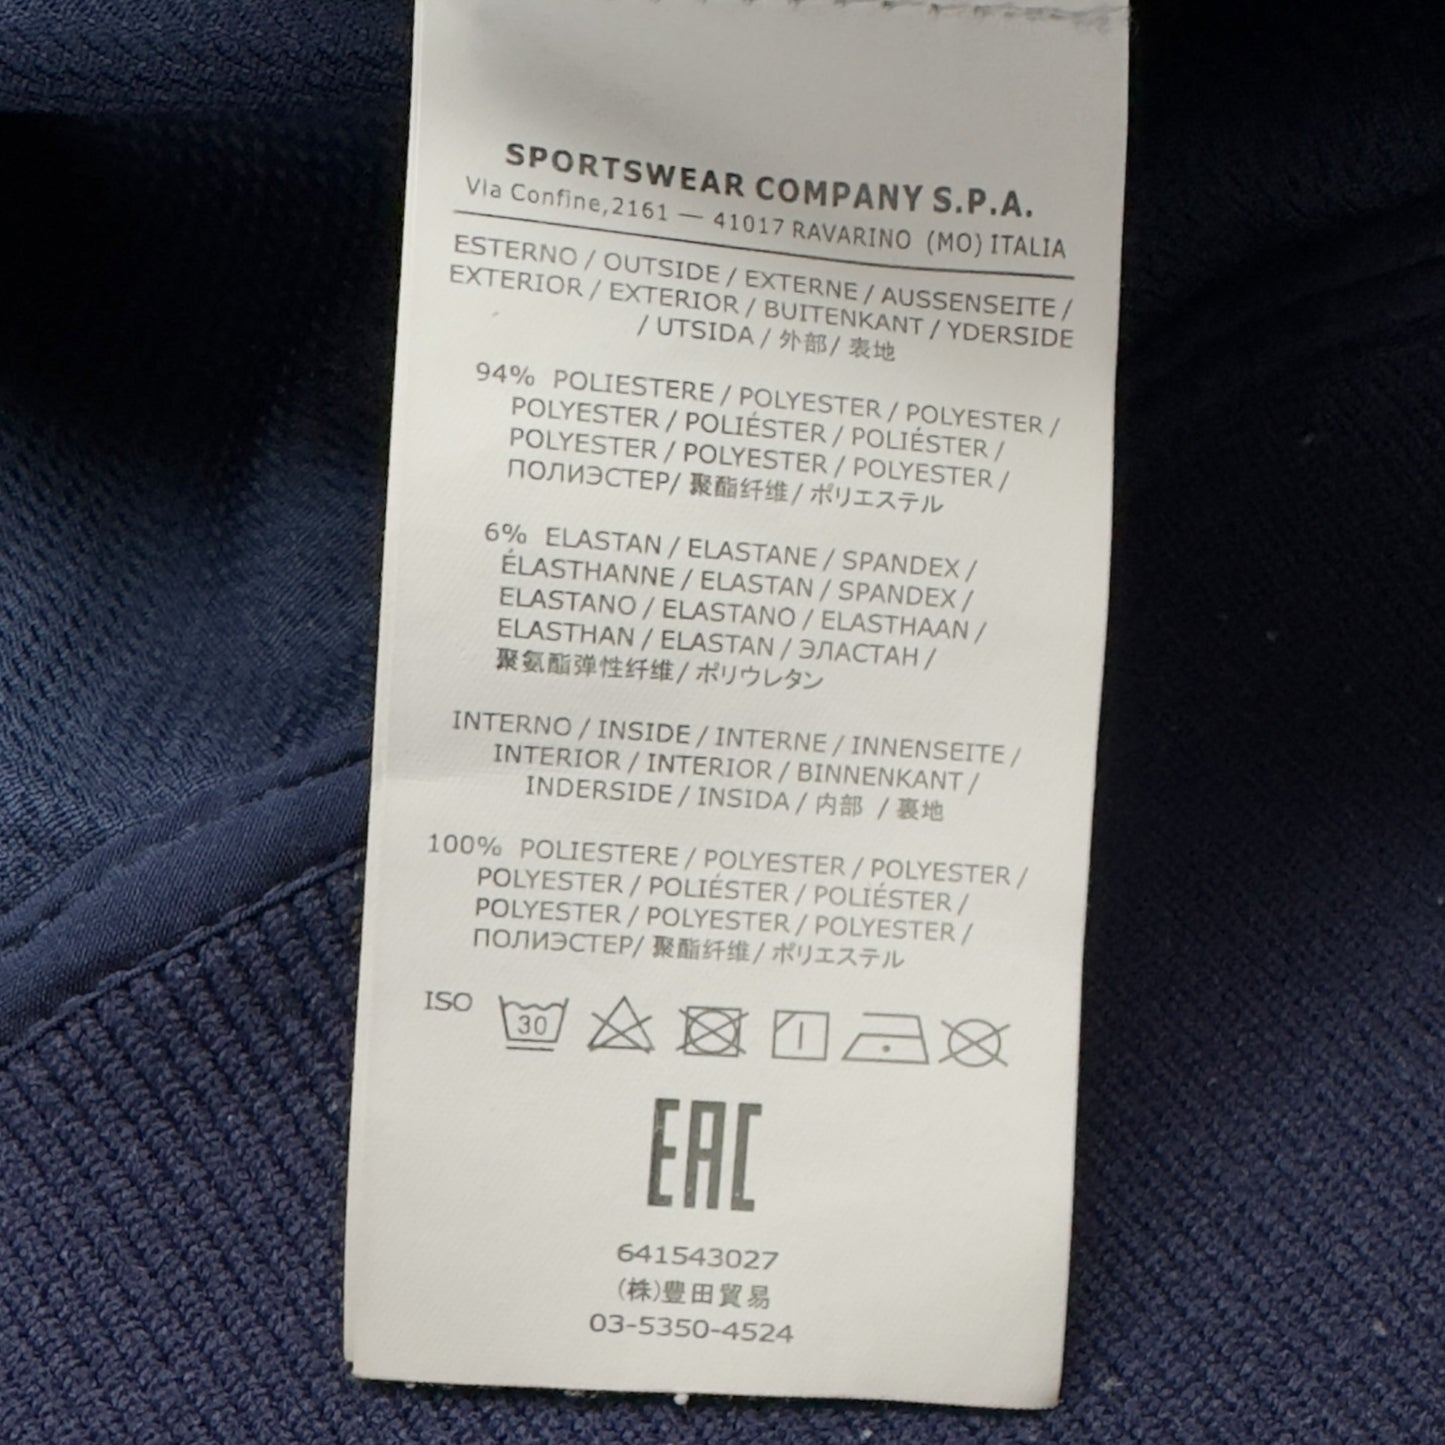 SPORTSWEAR COMPANY S.P.A.
Via Confine,2161 — 41017 RAVARINO (MO) ITALIA
ESTERNO / OUTSIDE / EXTERNE / AUSSENSEITE /
EXTERIOR / EXTERIOR / BUITENKANT / YDERSIDE
/ UTSIDA / 外部/ 表地
94% POLIESTERE / POLYESTER / POLYESTER /
POLYESTER / POLIÉSTER / POLIÉSTER /
POLYESTER / POLYESTER / POLYESTER /
ПОЛИЭСТЕР/ 聚酯纤维/ ポリエステル
6% ELASTAN / ELASTANE / SPANDEX /
ÉLASTHANNE / ELASTAN / SPANDEX /
ELASTANO / ELASTANO / ELASTHAAN /
ELASTHAN / ELASTAN / ЭЛАСТАН /
聚氨酯弹性纤维/ ポリウレタン
INTERNO / INSIDE / INTERNE / INNENSEITE /
INTERIOR / INTERIOR / BINNENKANT /
INDERSIDE / INSIDA / 内部 / 裏地
100% POLIESTERE / POLYESTER / POLYESTER /
POLYESTER / POLIÉSTER / POLIÉSTER /
POLYESTER / POLYESTER / POLYESTER /
ПОЛИЭСТЕР/ 聚酯纤维/ ポリエステル
ISO 30
EAC
641543027
(株)豊田貿易
03-5350-4524